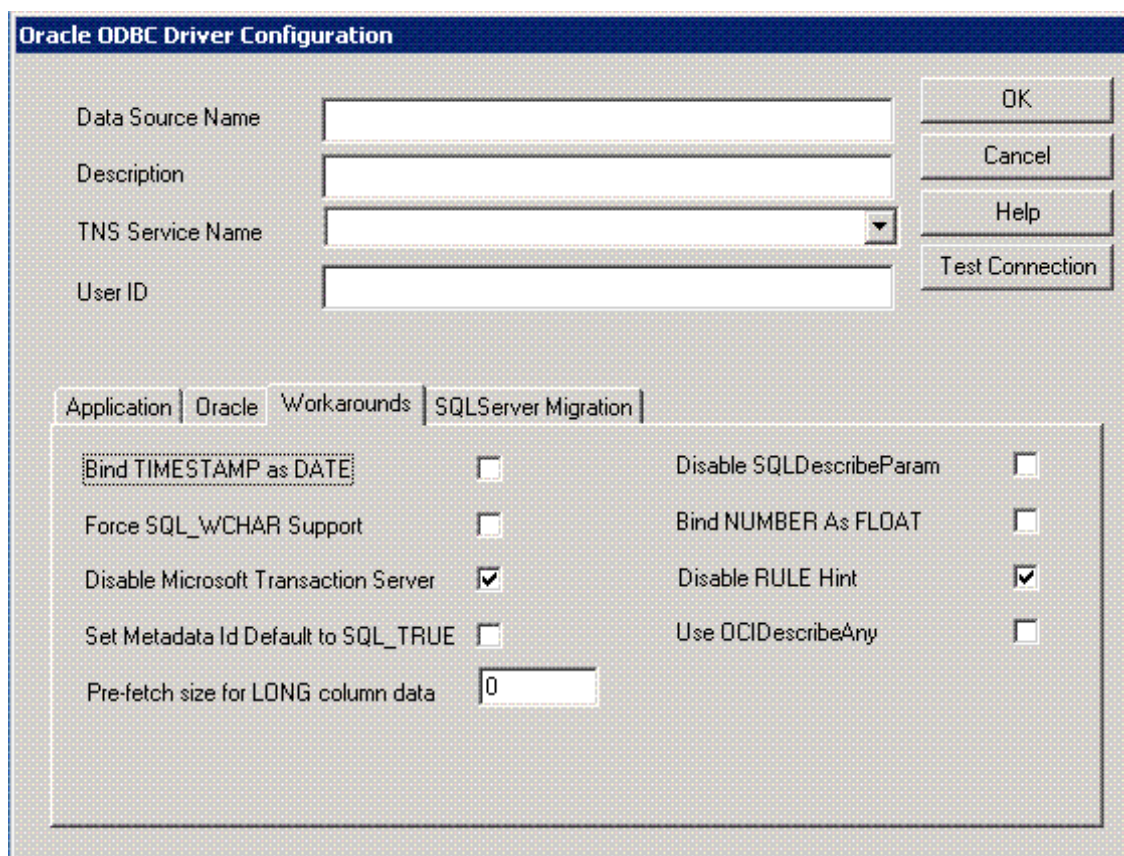 Oracle ODBC Driver Configuration
Data Source Name
OK
Description
Cancel
TNS Service Name
Help
User ID
Test Connection
Application Oracle Workarounds SQLServer Migration
Bind TIMESTAMP as DATE
Disable SQLDescribeParam
Force SQL_WCHAR Support
Bind NUMBER As FLOAT
Disable Microsoft Transaction Server
Disable RULE Hint
Set Metadata Id Default to SQL_TRUE
Use OCIDescribeAny
Pre-fetch size for LONG column data 0